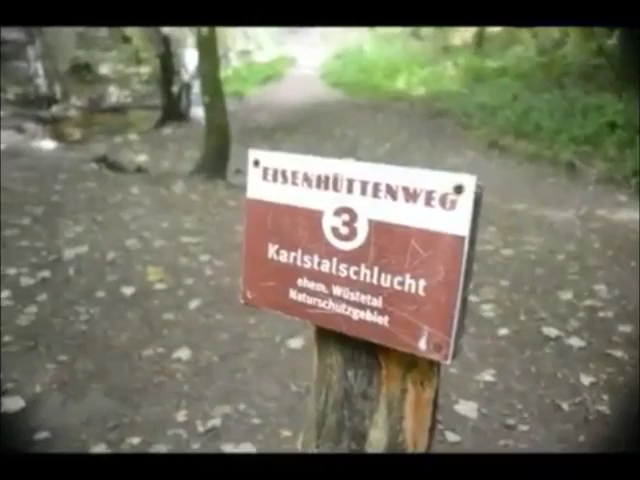 EISENHÜTTENWEG
3
Karlstalschlucht
ehem. Wüstetal
Naturschutzgebiet